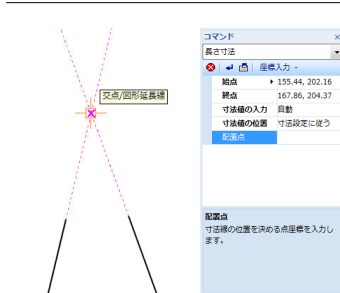 交点/図形延長線
コマンド
長さ寸法
座標入力
始点 155.44, 202.16
終点 167.86, 204.37
寸法値の入力 自動
寸法値の位置 寸法設定に従う
配置点
配置点
寸法線の位置を決める点座標を入力し
ます。